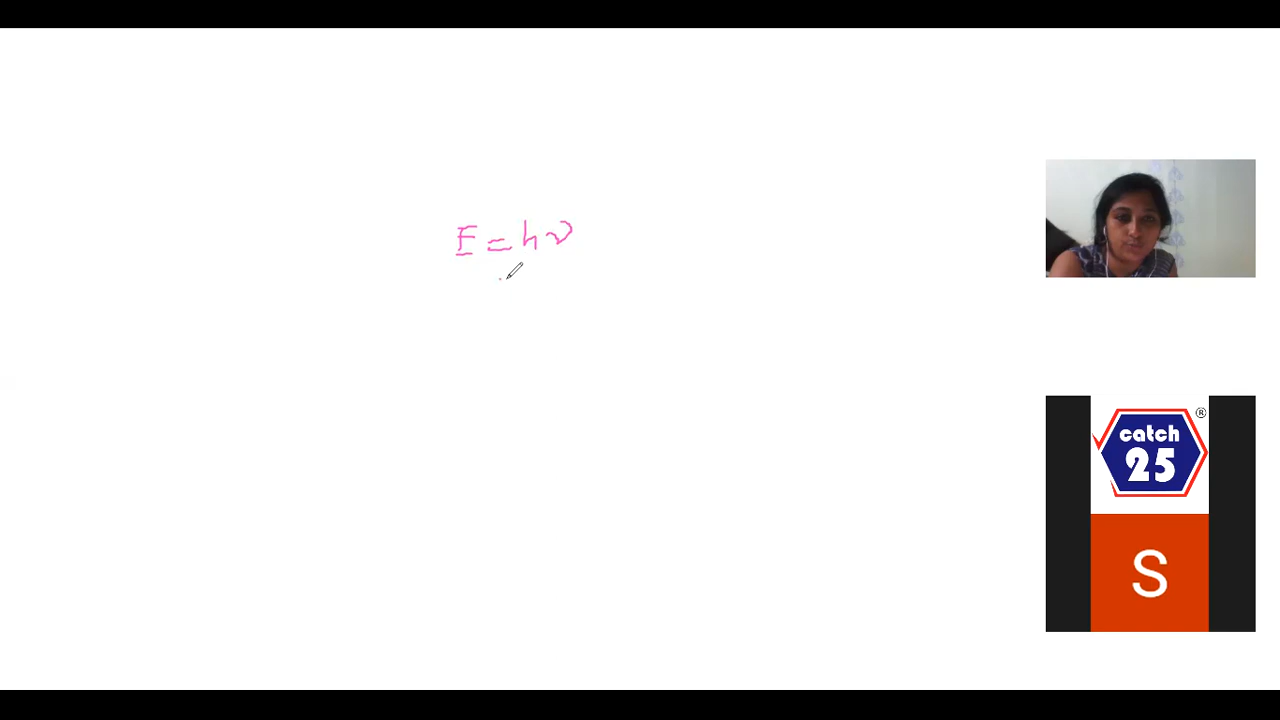 E = hν
catch
25
®
S